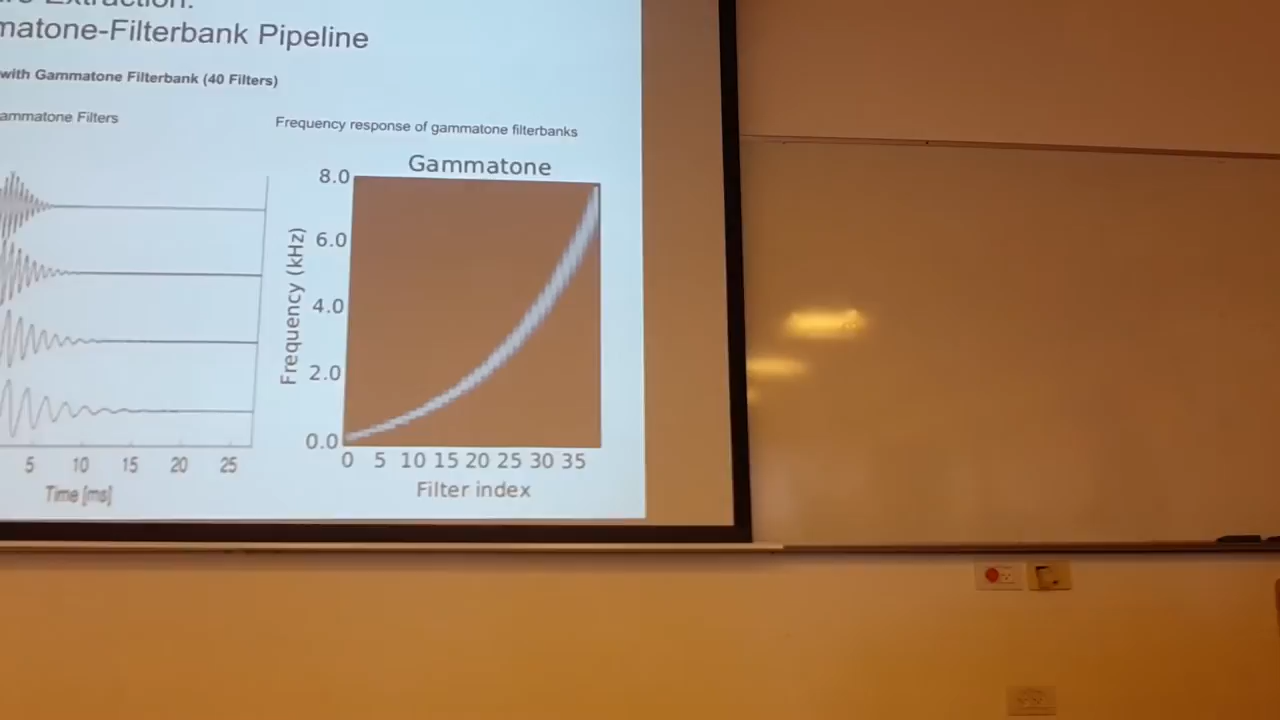 matone-Filterbank Pipeline
with Gammatone Filterbank (40 Filters)
ammatone Filters
Frequency response of gammatone filterbanks
Gammatone
8.0
6.0
4.0
2.0
0.0
Frequency (kHz)
0 5 10 15 20 25 30 35
Filter index
5 10 15 20 25
Time [ms]